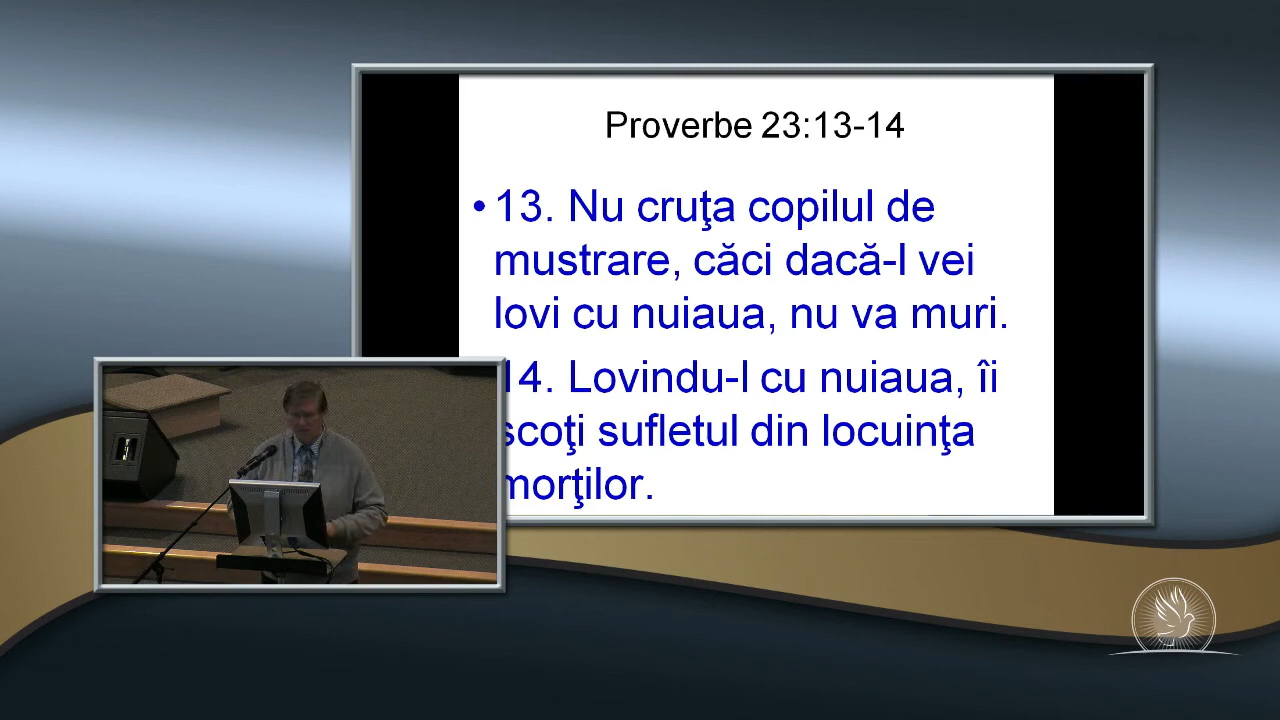 Proverbe 23:13-14
• 13. Nu cruţa copilul de
mustrare, căci dacă-l vei
lovi cu nuiaua, nu va muri.
14. Lovindu-l cu nuiaua, îi
scoţi sufletul din locuinţa
morţilor.